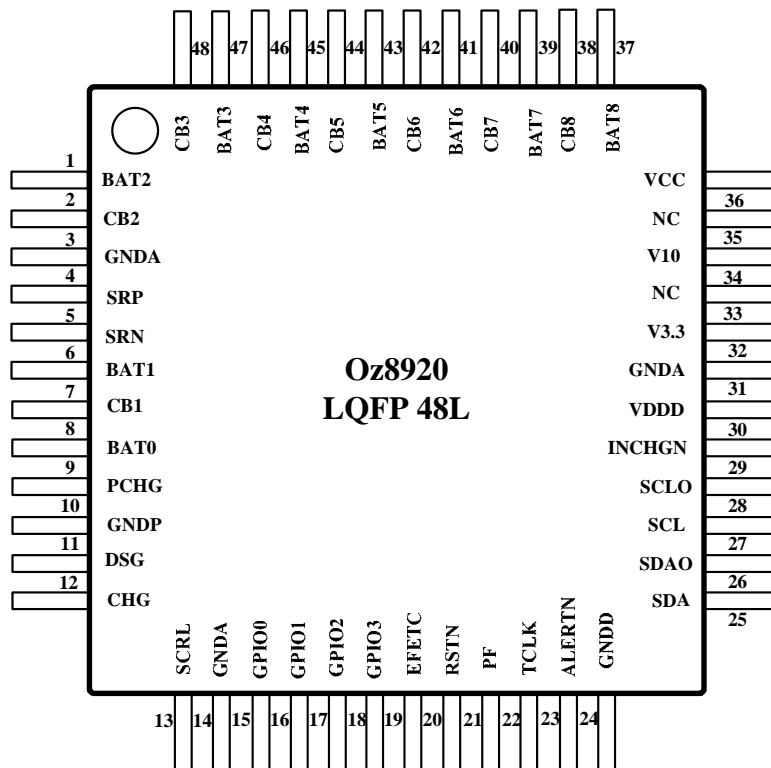 48 47 46 45 44 43 42 41 40 39 38 37
CB3 BAT3 CB4 BAT4 CB5 BAT5 CB6 BAT6 CB7 BAT7 CB8 BAT8
1 BAT2
2 CB2
3 GNDA
4 SRP
5 SRN
6 BAT1
7 CB1
8 BAT0
9 PCHG
10 GNDP
11 DSG
12 CHG
Oz8920
LQFP 48L
VCC 36
NC 35
V10 34
NC 33
V3.3 32
GNDA 31
VDDD 30
INCHGN 29
SCLO 28
SCL 27
SDAO 26
SDA 25
SCRL GNDA GPIO0 GPIO1 GPIO2 GPIO3 EFETC RSTN PF TCLK ALERTN GNDD
13 14 15 16 17 18 19 20 21 22 23 24